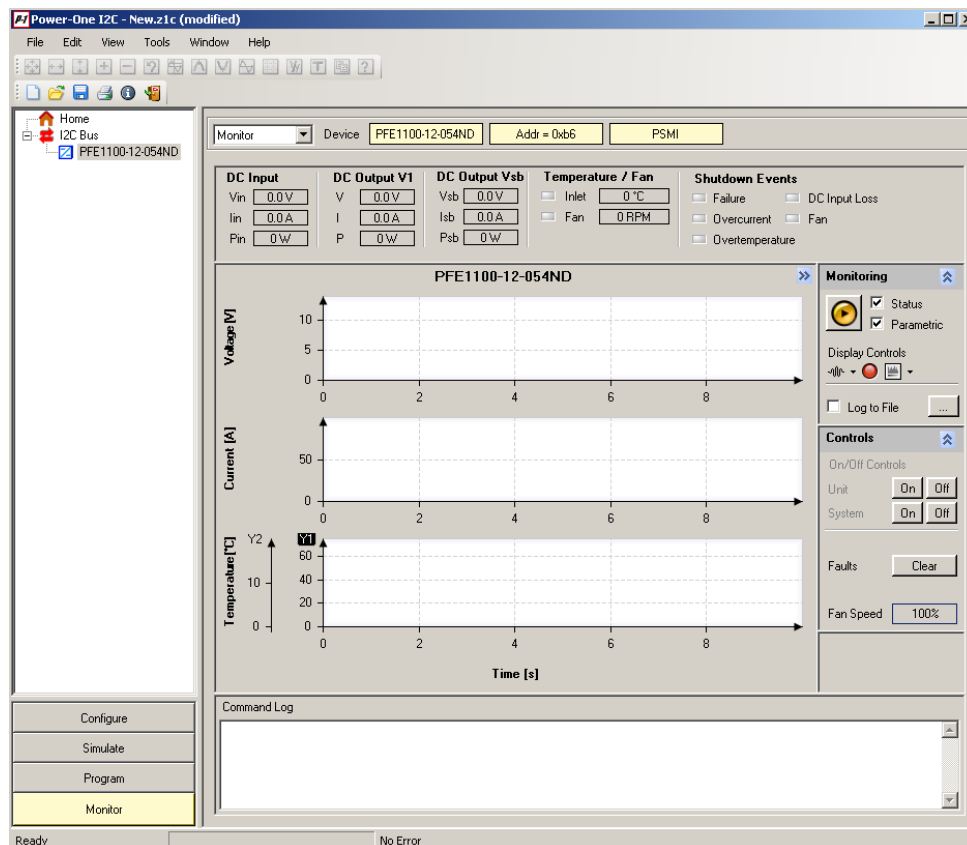 Power-One I2C - New.z1c (modified)
File Edit View Tools Window Help
Home
I2C Bus
PFE1100-12-054ND
Monitor Device PFE1100-12-054ND Addr = 0xb6 PSMI
DC Input DC Output V1 DC Output Vsb Temperature / Fan Shutdown Events
Vin 0.0 V V 0.0 V Vsb 0.0 V Inlet 0 °C Failure DC Input Loss
Iin 0.0 A I 0.0 A Isb 0.0 A Fan 0 RPM Overcurrent Fan
Pin 0 W P 0 W Psb 0 W Overtemperature
PFE1100-12-054ND
Voltage [V]
10
5
0
0 2 4 6 8
Current [A]
50
0
0 2 4 6 8
Temperature [°C]
Y2 Y1
60
10 40
20
0 0
0 2 4 6 8
Time [s]
Monitoring
Status
Parametric
Display Controls
Log to File ...
Controls
On/Off Controls
Unit On Off
System On Off
Faults Clear
Fan Speed 100%
Configure
Simulate
Program
Monitor
Command Log
Ready No Error